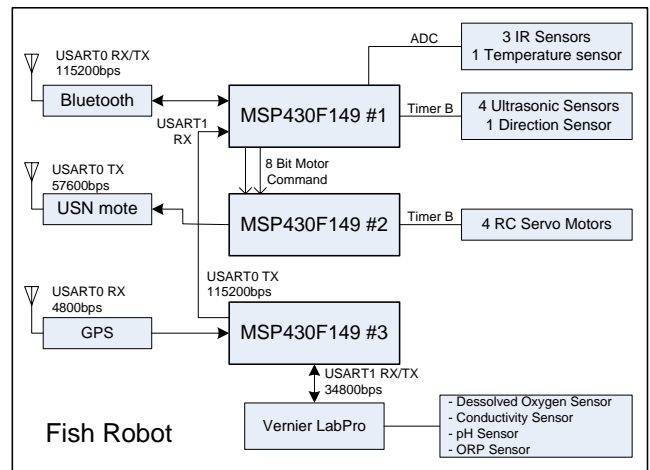 USART0 RX/TX
115200bps
Bluetooth
USART1
RX
MSP430F149 #1
ADC
3 IR Sensors
1 Temperature sensor
Timer B
4 Ultrasonic Sensors
1 Direction Sensor
8 Bit Motor
Command
USART0 TX
57600bps
USN mote
MSP430F149 #2
Timer B
4 RC Servo Motors
USART0 TX
115200bps
USART0 RX
4800bps
GPS
MSP430F149 #3
USART1 RX/TX
34800bps
Vernier LabPro
- Dessolved Oxygen Sensor
- Conductivity Sensor
- pH Sensor
- ORP Sensor
Fish Robot